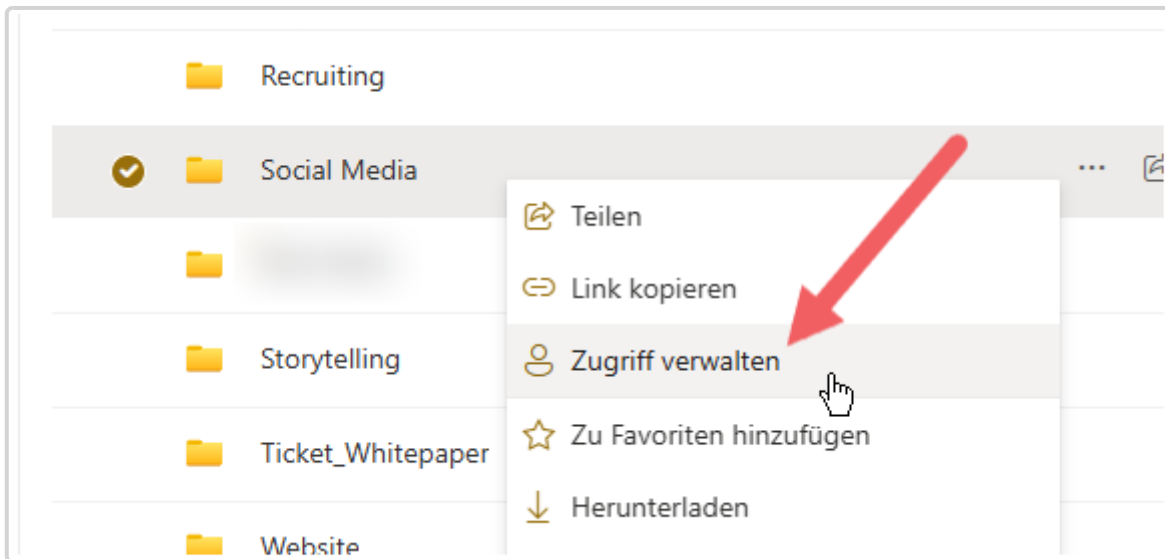 Recruiting
Social Media
Teilen
Link kopieren
Storytelling
Zugriff verwalten
Zu Favoriten hinzufügen
Ticket_Whitepaper
Herunterladen
Website